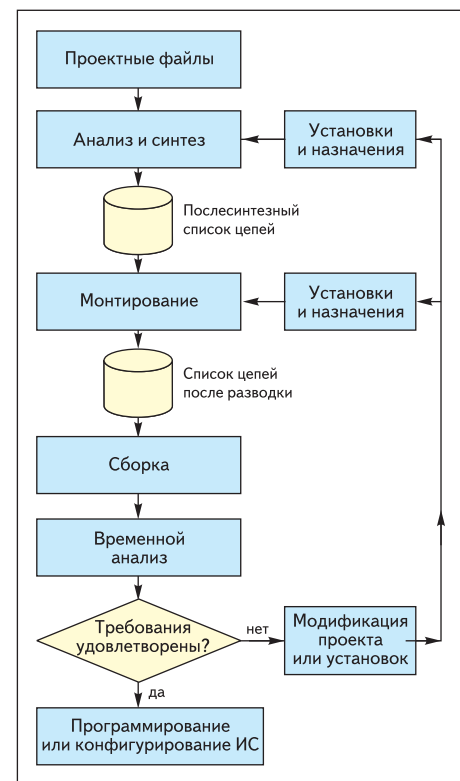 Проектные файлы
Анализ и синтез
Установки
и назначения
Послесинтезный
список цепей
Монтирование
Установки
и назначения
Список цепей
после разводки
Сборка
Временной
анализ
Требования
удовлетворены?
нет
Модификация
проекта
или установок
да
Программирование
или конфигурирование ИС